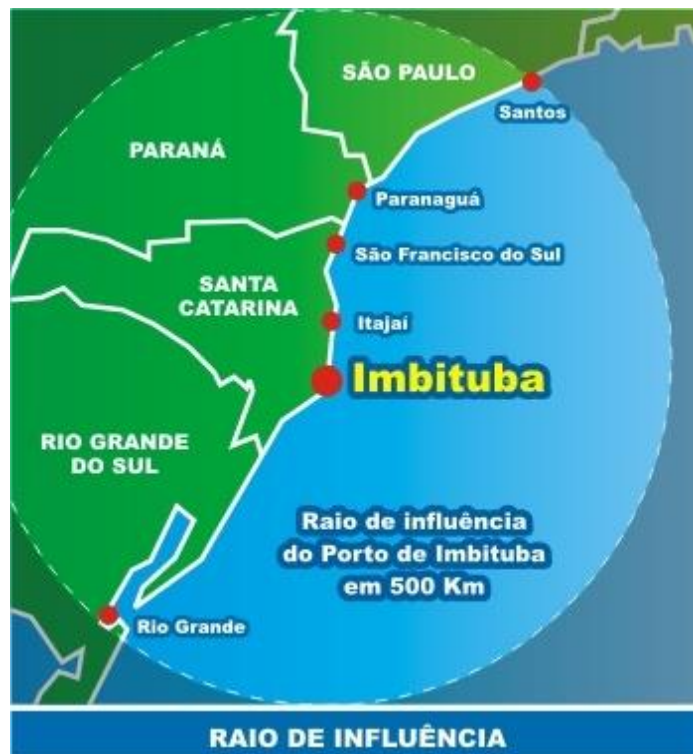 SÃO PAULO
Santos
PARANÁ
Paranaguá
São Francisco do Sul
SANTA
CATARINA
Itajaí
Imbituba
RIO GRANDE
DO SUL
Raio de influência
do Porto de Imbituba
em 500 Km
Rio Grande
RAIO DE INFLUÊNCIA